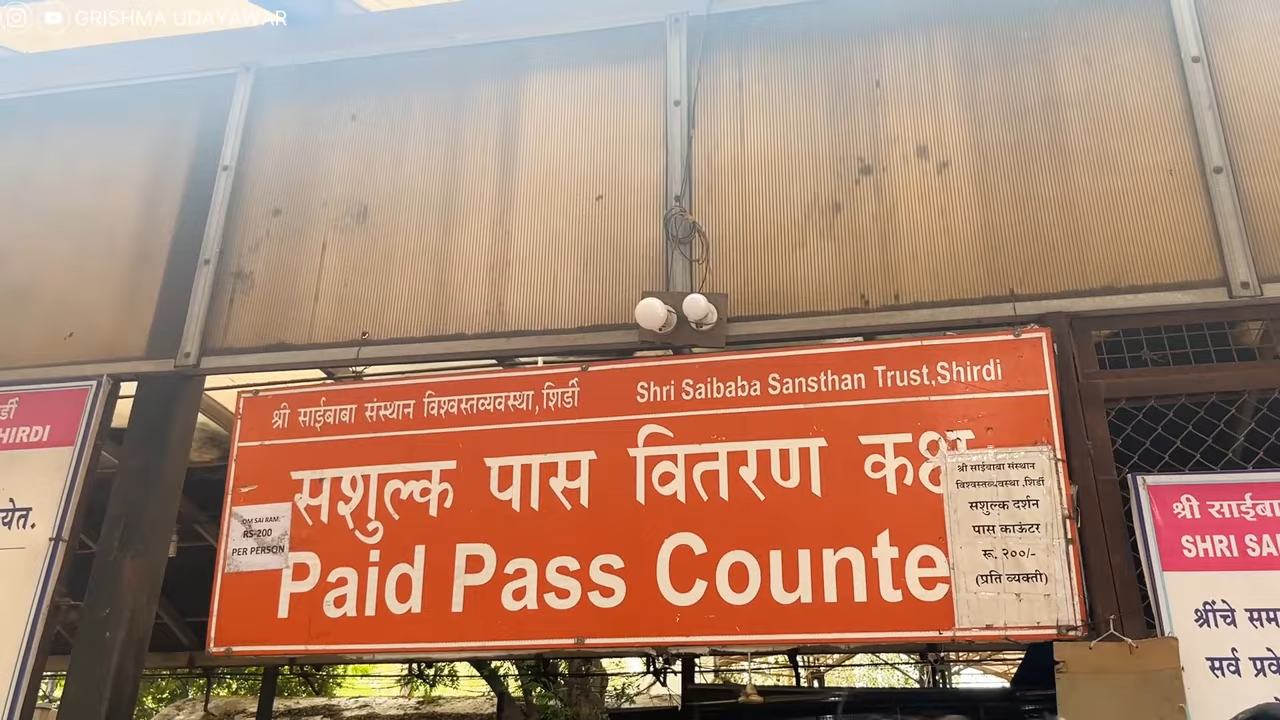 GRISHMA UDAYAWAR
HIRDI
येत.
श्री साईबाबा संस्थान विश्वस्तव्यवस्था, शिर्डी
Shri Saibaba Sansthan Trust,Shirdi
सशुल्क पास वितरण कक्ष
Paid Pass Counte
OM SAI RAM
RS-200
PER PERSON
श्री साईबाबा संस्थान
विश्वस्तव्यवस्था ,शिर्डी
सशुल्क दर्शन
पास काऊंटर
रू. २००/-
(प्रति व्यक्ती)
श्री साईबा
SHRI SAI
श्रींचे सम
सर्व प्रवे